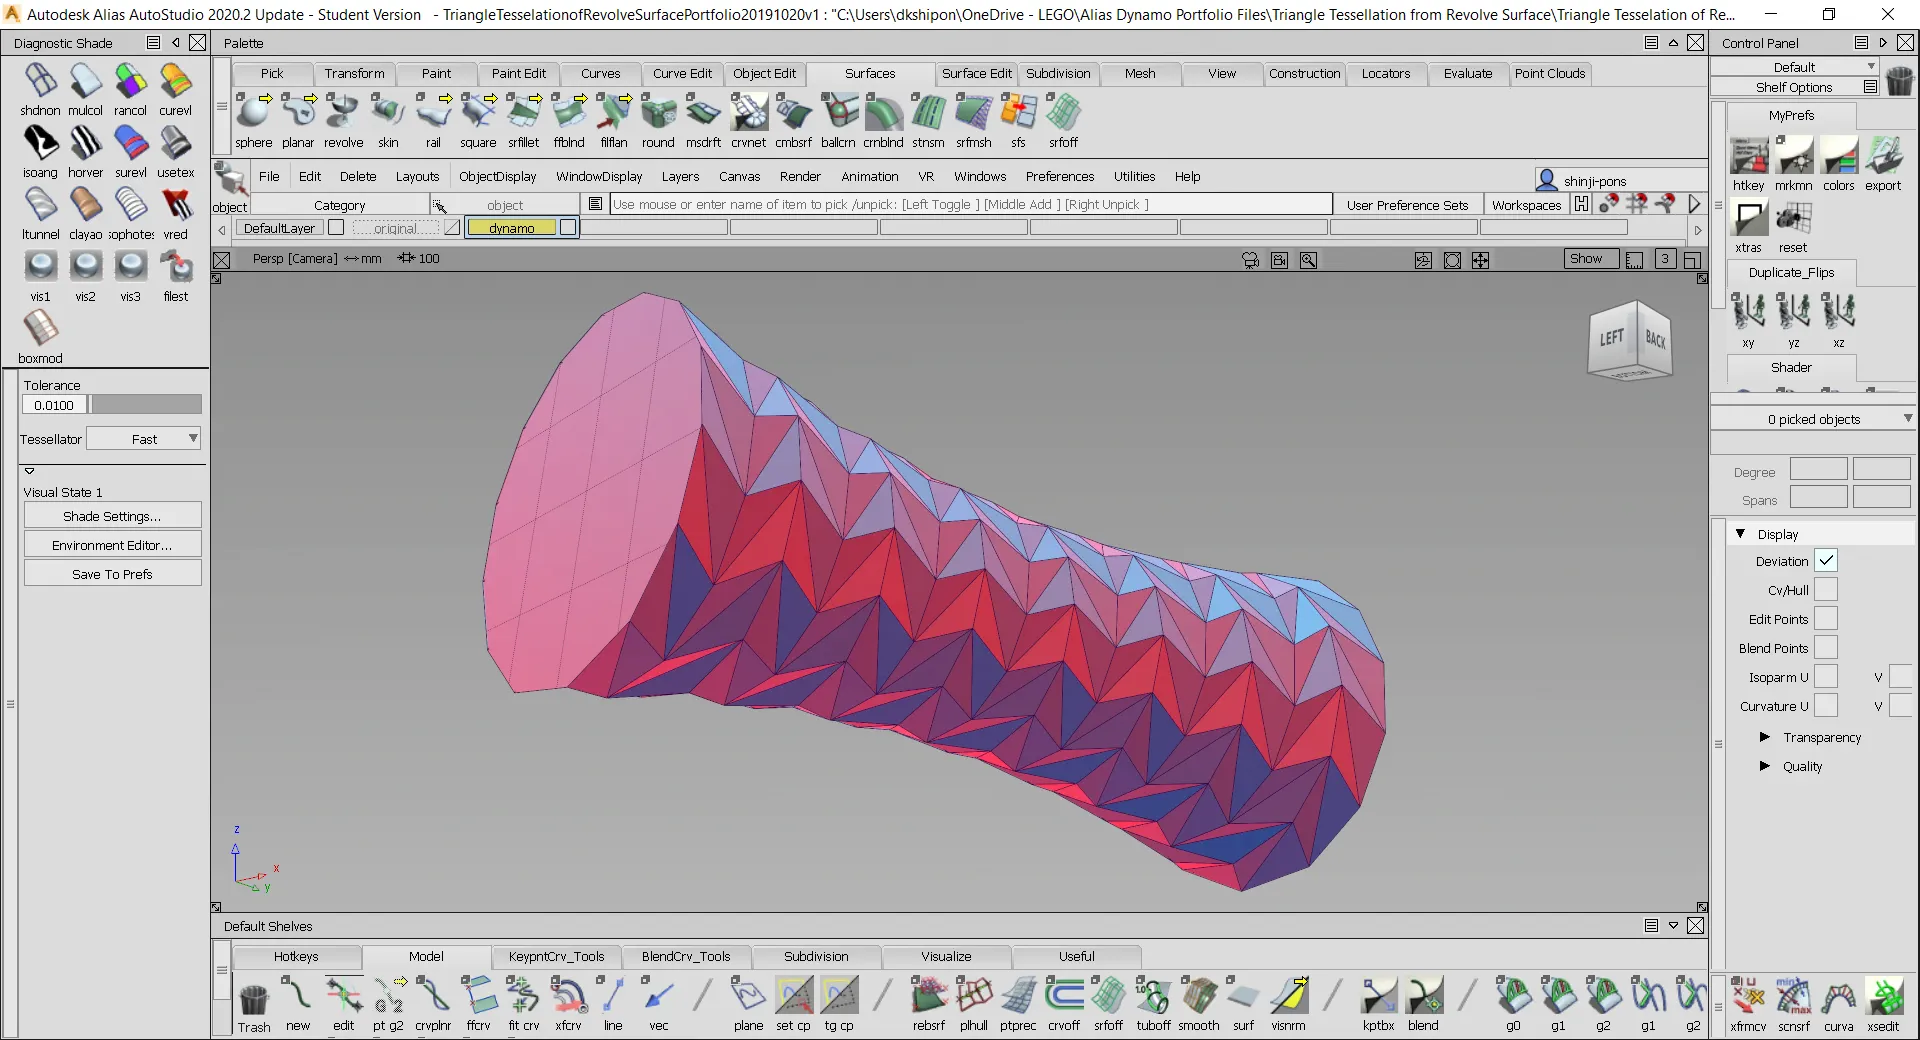 Autodesk Alias AutoStudio 2020.2 Update - Student Version - TriangleTesselationofRevolveSurfacePortfolio20191020v1 : "C:\Users\dkshipon\OneDrive - LEGO\Alias Dynamo Portfolio Files\Triangle Tessellation from Revolve Surface\Triangle Tesselation of Re...
Diagnostic Shade
Palette
Control Panel
shdnon mulcol rancol curevl
isoang horver surevl usetex
ltunnel clayao sophotes vred
vis1 vis2 vis3 filest
boxmod
Tolerance
0.0100
Tessellator Fast
Visual State 1
Shade Settings...
Environment Editor...
Save To Prefs
Pick Transform Paint Paint Edit Curves Curve Edit Object Edit Surfaces Surface Edit Subdivision Mesh View Construction Locators Evaluate Point Clouds
sphere planar revolve skin rail square srfillet ffblnd filflan round msdrft crvnet cmbsrf ballcrn crnblnd stnsm srfmsh sfs srfoff
File Edit Delete Layouts ObjectDisplay WindowDisplay Layers Canvas Render Animation VR Windows Preferences Utilities Help
shinji-pons
object Category object Use mouse or enter name of item to pick /unpick: [Left Toggle ] [Middle Add ] [Right Unpick ] User Preference Sets Workspaces H
DefaultLayer original dynamo
Persp [Camera] mm 100 Show 3
LEFT BACK
z
x
y
Default Shelves
Hotkeys Model KeypntCrv_Tools BlendCrv_Tools Subdivision Visualize Useful
Trash new edit pt g2 crvplnr ffcrv fit crv xfcrv line vec plane set cp tg cp rebsrf plhull ptprec crvoff srfoff tuboff smooth surf visnrm kptbx blend g0 g1 g2 g1 g2
Default
Shelf Options
MyPrefs
htkey mrkmn colors export
xtras reset
Duplicate_Flips
xy yz xz
Shader
0 picked objects
Degree
Spans
Display
Deviation
Cv/Hull
Edit Points
Blend Points
Isoparm U V
Curvature U V
Transparency
Quality
xfrmcv scnsrf curva xsedit